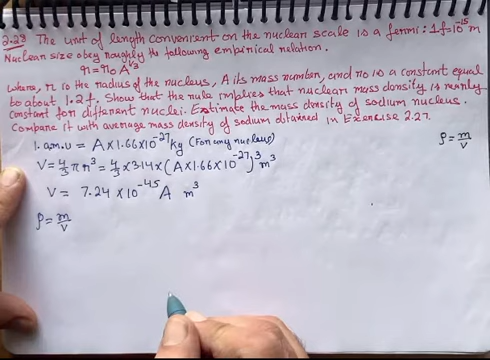 2.28 The unit of length convenient on the nuclear scale is a fermi : 1f = 10^-15 m
Nuclear size obey roughly the following empirical relation.
r = r0 A^1/3
where, r is the radius of the nucleus, A its mass number, and r0 is a constant equal
to about 1.2 f. Show that the rule implies that nuclear mass density is nearly
constant for different nuclei. Estimate the mass density of sodium nucleus.
Compare it with average mass density of sodium obtained in Exercise 2.27.
1. a.m.u = A×1.66×10^-27 kg (For any nucleus)
ρ = m/v
V = 4/3 π r^3 = 4/3 × 3.14 × (A×1.66×10^-27)^3 m^3
V = 7.24 × 10^-45 A m^3
ρ = m/v